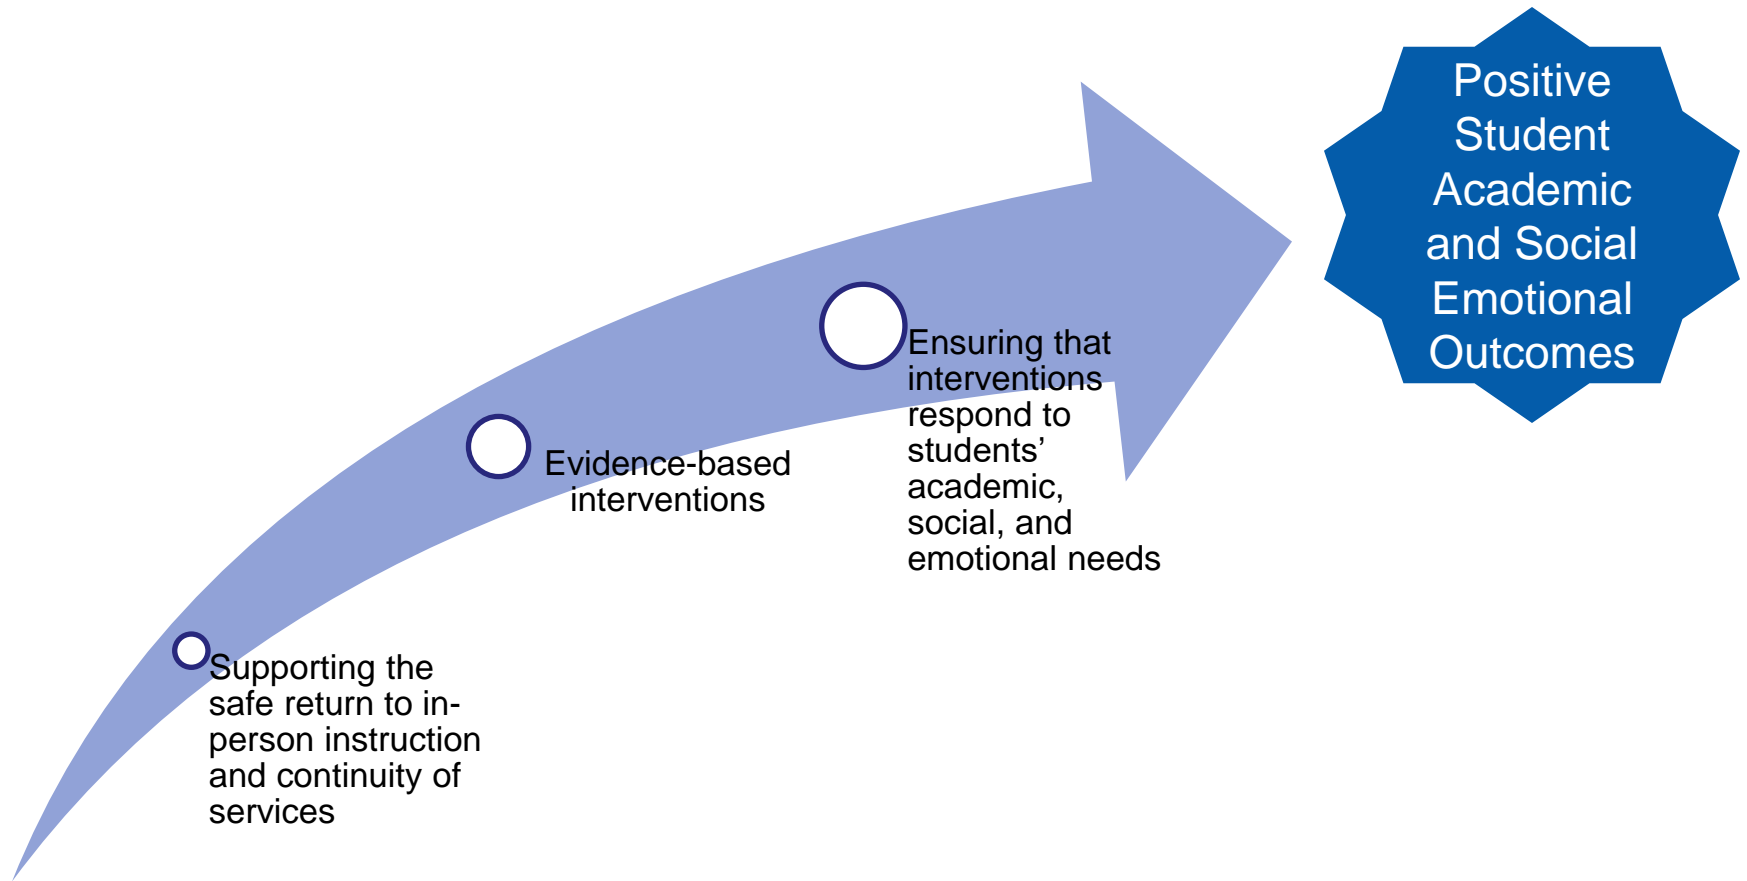 Positive
Student
Academic
and Social
Emotional
Outcomes
Ensuring that
interventions
respond to
students’
academic,
social, and
emotional needs
Evidence-based
interventions
Supporting the
safe return to in-
person instruction
and continuity of
services